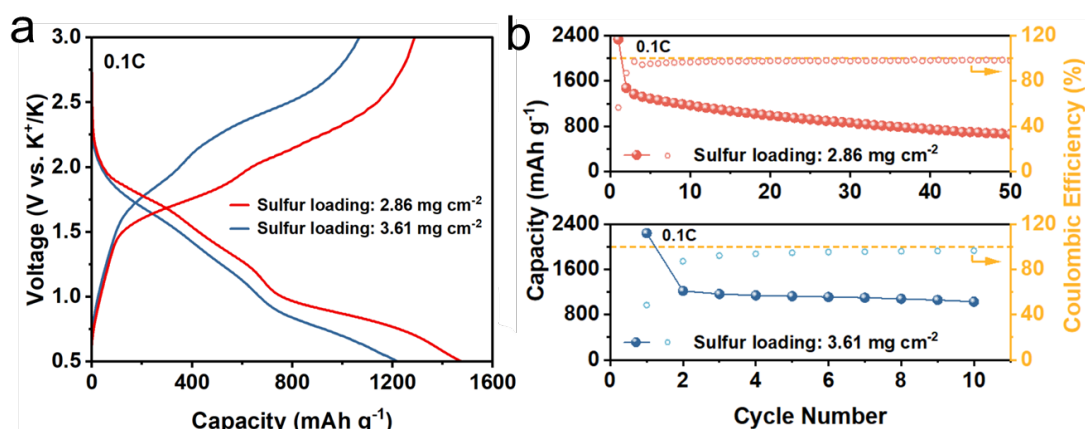 a
0.1C
3.0
2.5
2.0
1.5
1.0
0.5
Voltage (V vs. K⁺/K)
Sulfur loading: 2.86 mg cm⁻²
Sulfur loading: 3.61 mg cm⁻²
0
400
800
1200
1600
Capacity (mAh g⁻¹)
b
2400
1800
1200
800
0
0.1C
Sulfur loading: 2.86 mg cm⁻²
0
10
20
30
40
50
120
80
40
0
2400
1600
800
0
0.1C
Sulfur loading: 3.61 mg cm⁻²
0
2
4
6
8
10
120
80
40
0
Capacity (mAh g⁻¹)
Coulombic Efficiency (%)
Cycle Number